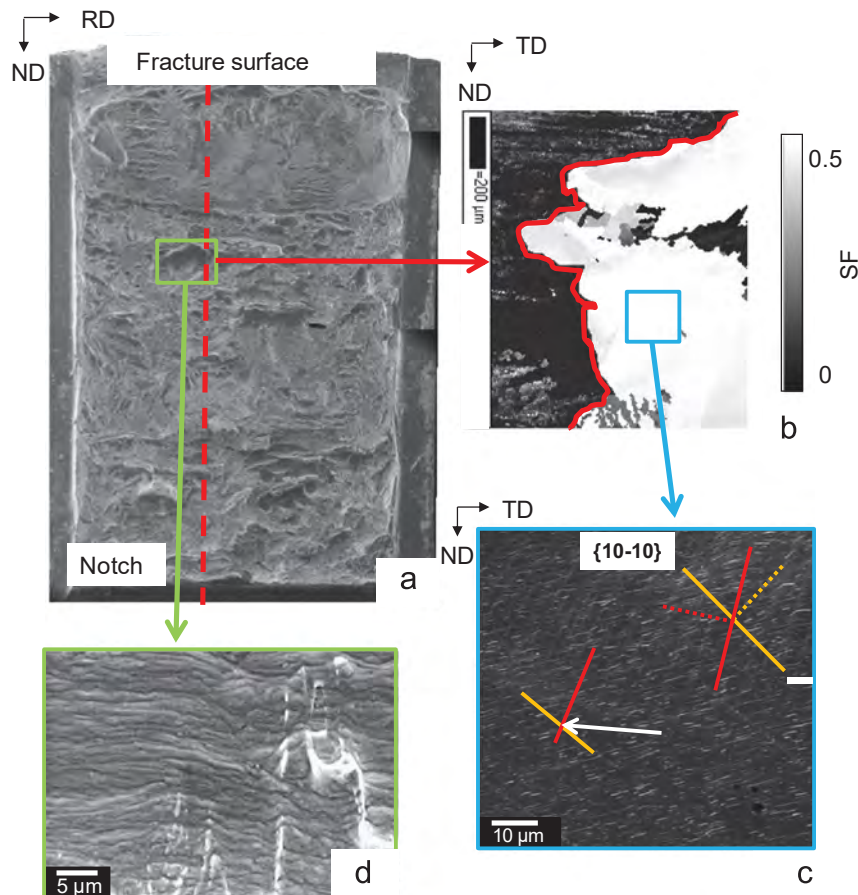 RD
ND
Fracture surface
Notch
a
TD
ND
=200 µm
0.5
SF
0
b
TD
ND
{10-10}
10 µm
c
5 µm
d